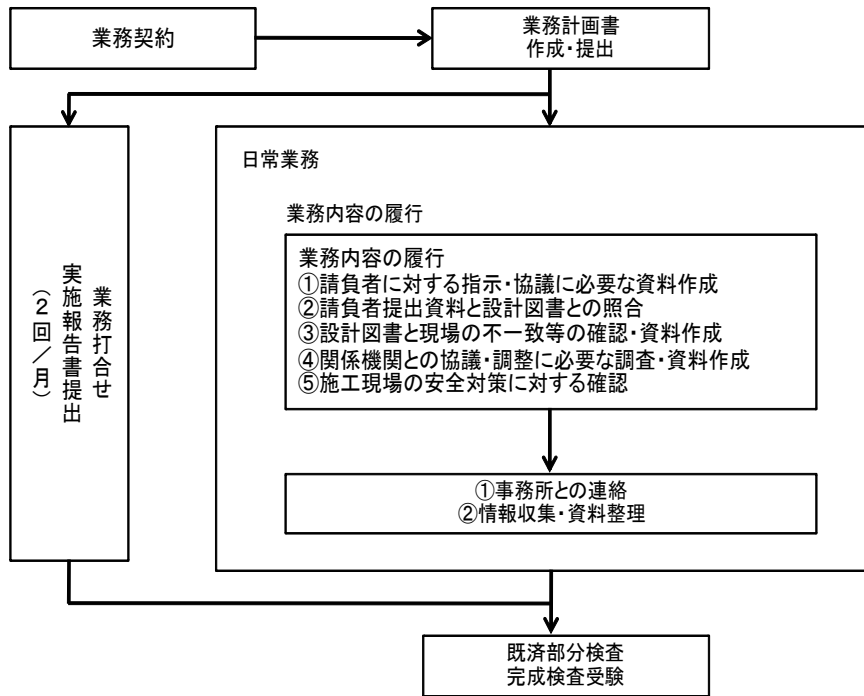 業務契約
業務計画書
作成・提出
業務打合せ
実施報告書提出
（２回／月）
日常業務
業務内容の履行
業務内容の履行
①請負者に対する指示・協議に必要な資料作成
②請負者提出資料と設計図書との照合
③設計図書と現場の不一致等の確認・資料作成
④関係機関との協議・調整に必要な調査・資料作成
⑤施工現場の安全対策に対する確認
①事務所との連絡
②情報収集・資料整理
既済部分検査
完成検査受験